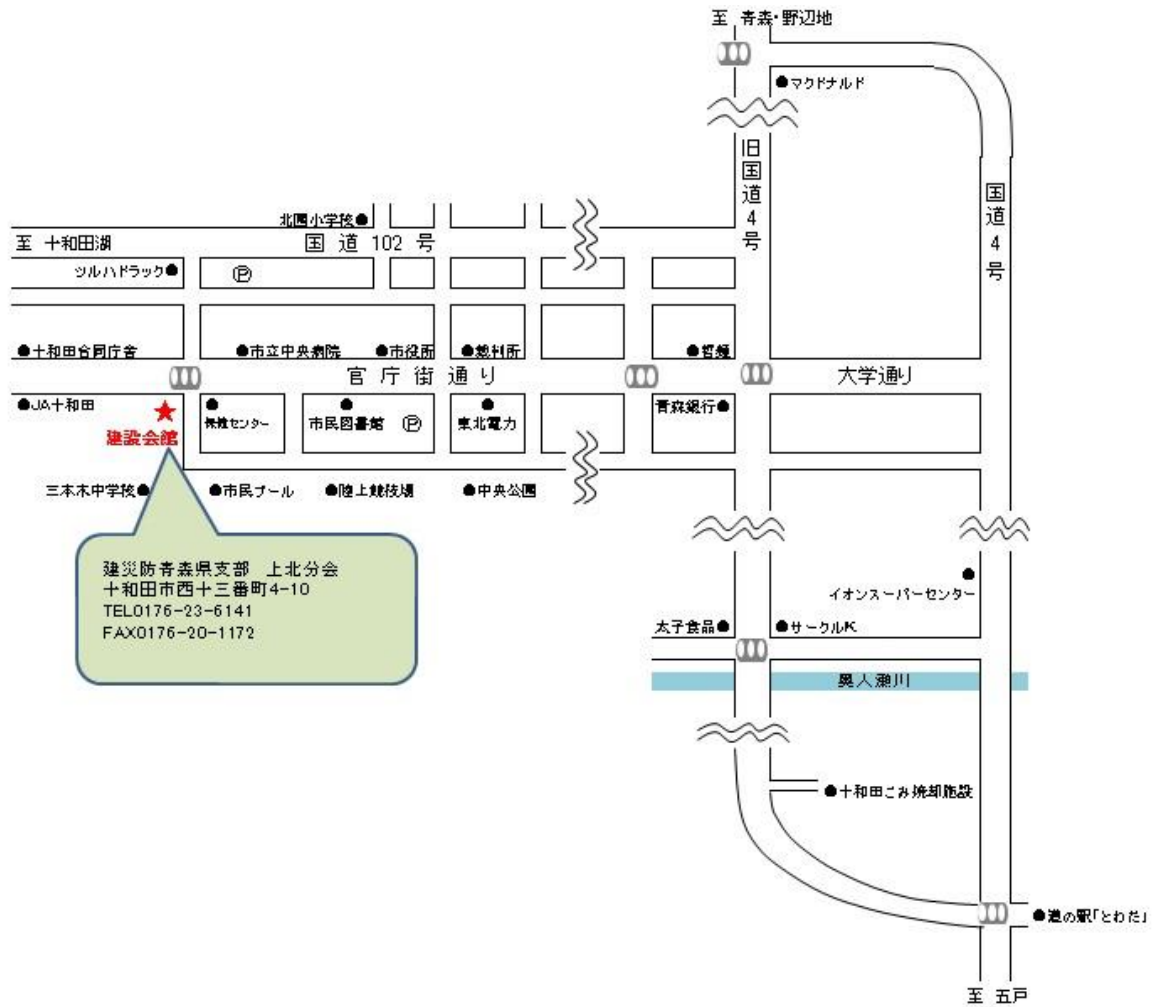 至 青森・野辺地
●マクドナルド
旧国道4号
国道4号
北園小学校●
至 十和田湖
国道102号
ツルハドラック●
Ⓟ
●十和田合同庁舎
●市立中央病院
●市役所
●裁判所
官庁街通り
大学通り
●JA十和田
★
建設会館
保健センター
市民図書館
Ⓟ
東北電力
青森銀行●
三本木中学校●
●市民プール
●陸上競技場
●中央公園
建災防青森県支部 上北分会
十和田市西十三番町4-10
TEL0176-23-6141
FAX0176-20-1172
イオンスーパーセンター
太子食品●
●サークルK
奥入瀬川
●十和田ごみ焼却施設
●道の駅「とわだ」
至 五戸